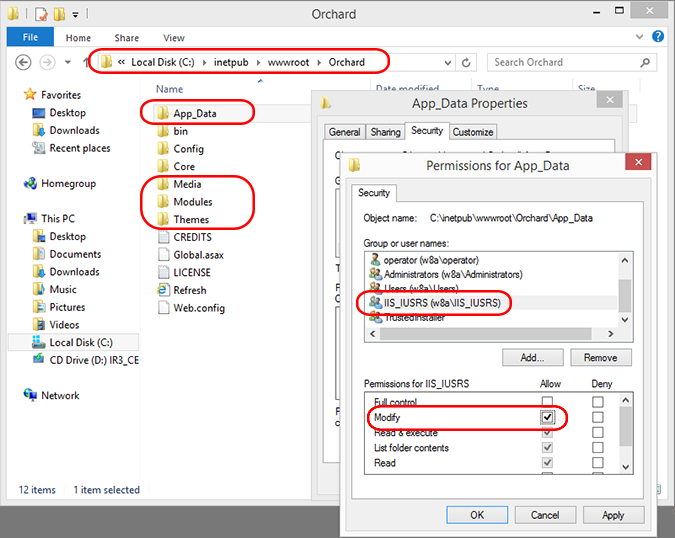 Orchard
File
Home
Share
View
« Local Disk (C:) inetpub wwwroot Orchard
Search Orchard
Name
Date modified
Type
Size
Favorites
Desktop
Downloads
Recent places
Homegroup
This PC
Desktop
Documents
Downloads
Music
Pictures
Videos
Local Disk (C:)
CD Drive (D:) IR3_CE
Network
App_Data
bin
Config
Core
Media
Modules
Themes
CREDITS
Global.asax
LICENSE
Refresh
Web.config
12 items
1 item selected
App_Data Properties
General
Sharing
Security
Customize
Permissions for App_Data
Security
Object name: C:\inetpub\wwwroot\Orchard\App_Data
Group or user names:
operator (w8a\operator)
Administrators (w8a\Administrators)
Users (w8a\Users)
IIS_IUSRS (w8a\IIS_IUSRS)
TrustedInstaller
Add...
Remove
Permissions for IIS_IUSRS
Allow
Deny
Full control
Modify
Read & execute
List folder contents
Read
OK
Cancel
Apply